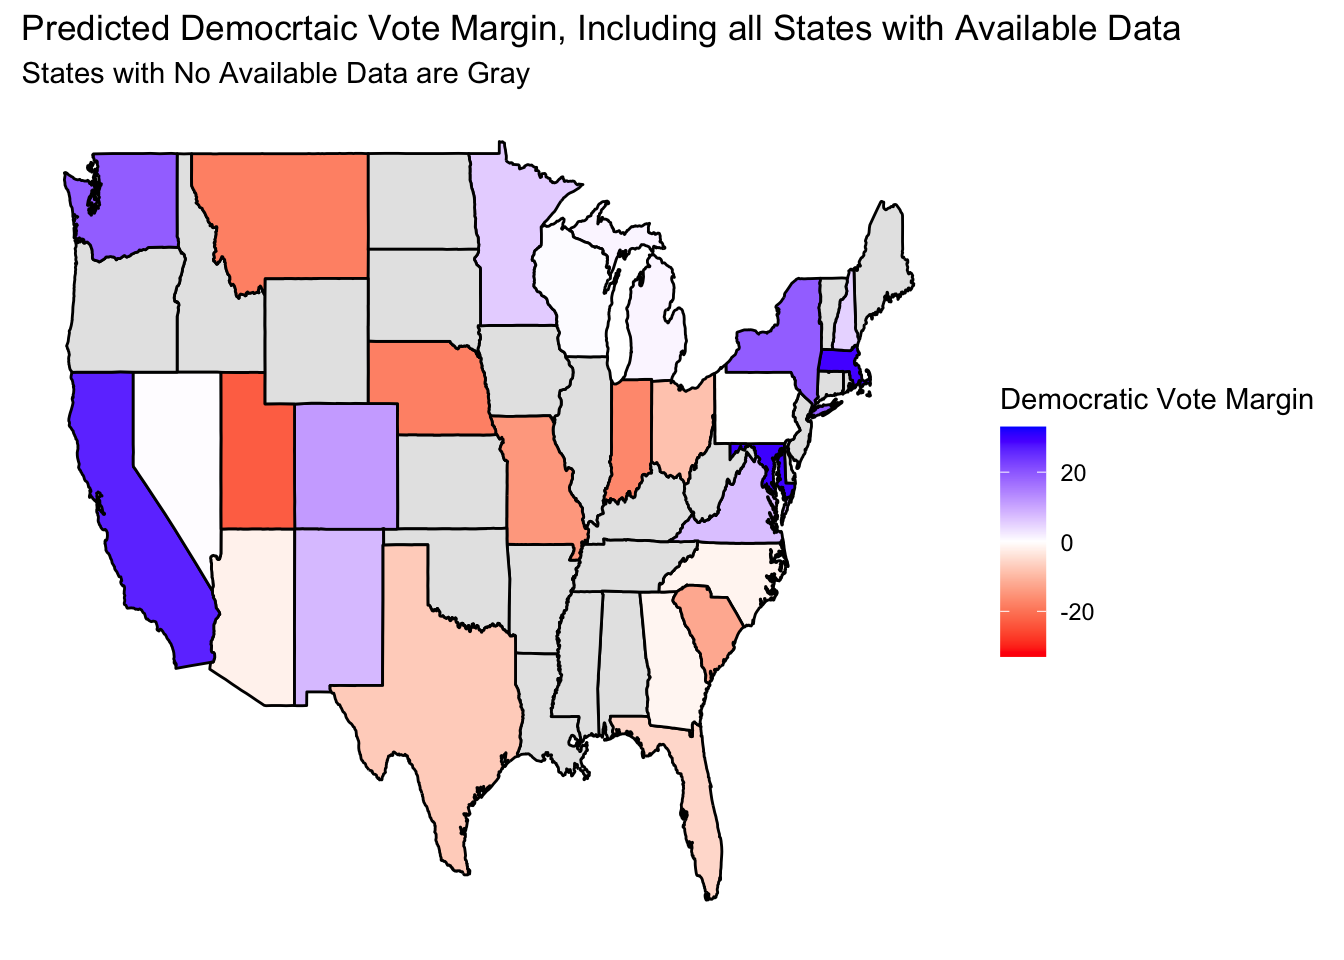 Predicted Democrtaic Vote Margin, Including all States with Available Data
States with No Available Data are Gray
Democratic Vote Margin
20
0
-20